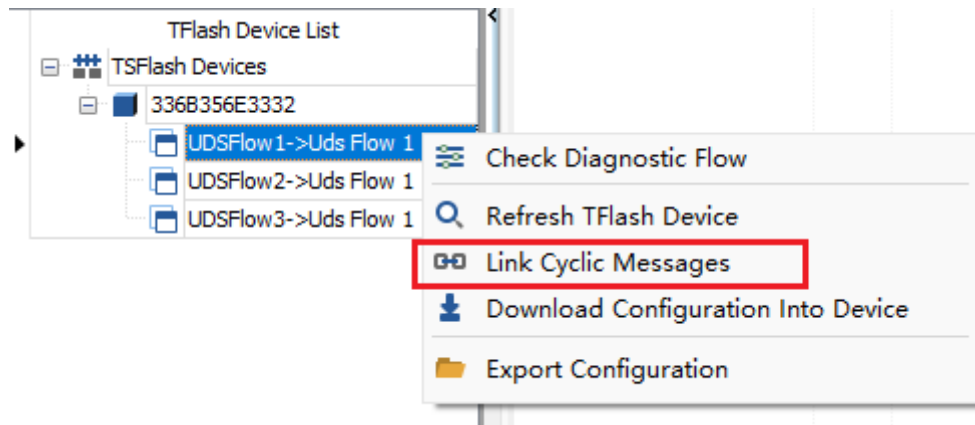 TFlash Device List
TSFlash Devices
336B356E3332
UDSFlow1->Uds Flow 1
UDSFlow2->Uds Flow 1
UDSFlow3->Uds Flow 1
Check Diagnostic Flow
Refresh TFlash Device
Link Cyclic Messages
Download Configuration Into Device
Export Configuration